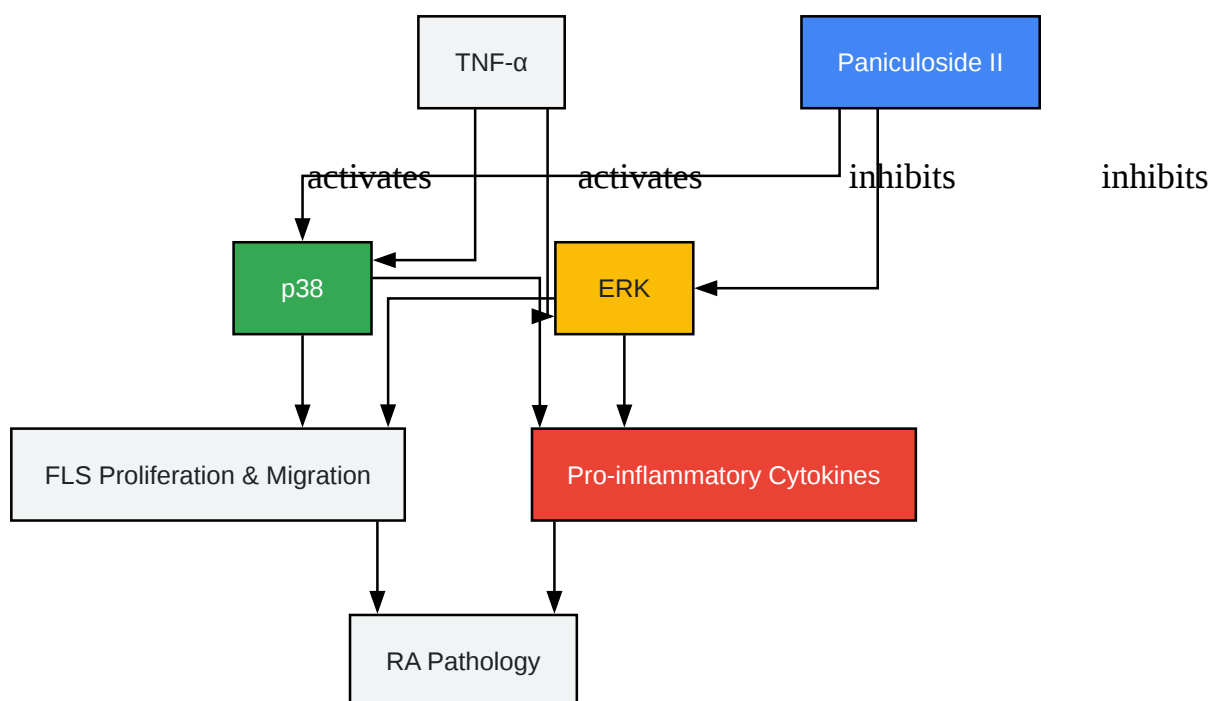 TNF-α
Paniculoside II
activates
activates
inhibits
inhibits
p38
ERK
FLS Proliferation & Migration
Pro-inflammatory Cytokines
RA Pathology